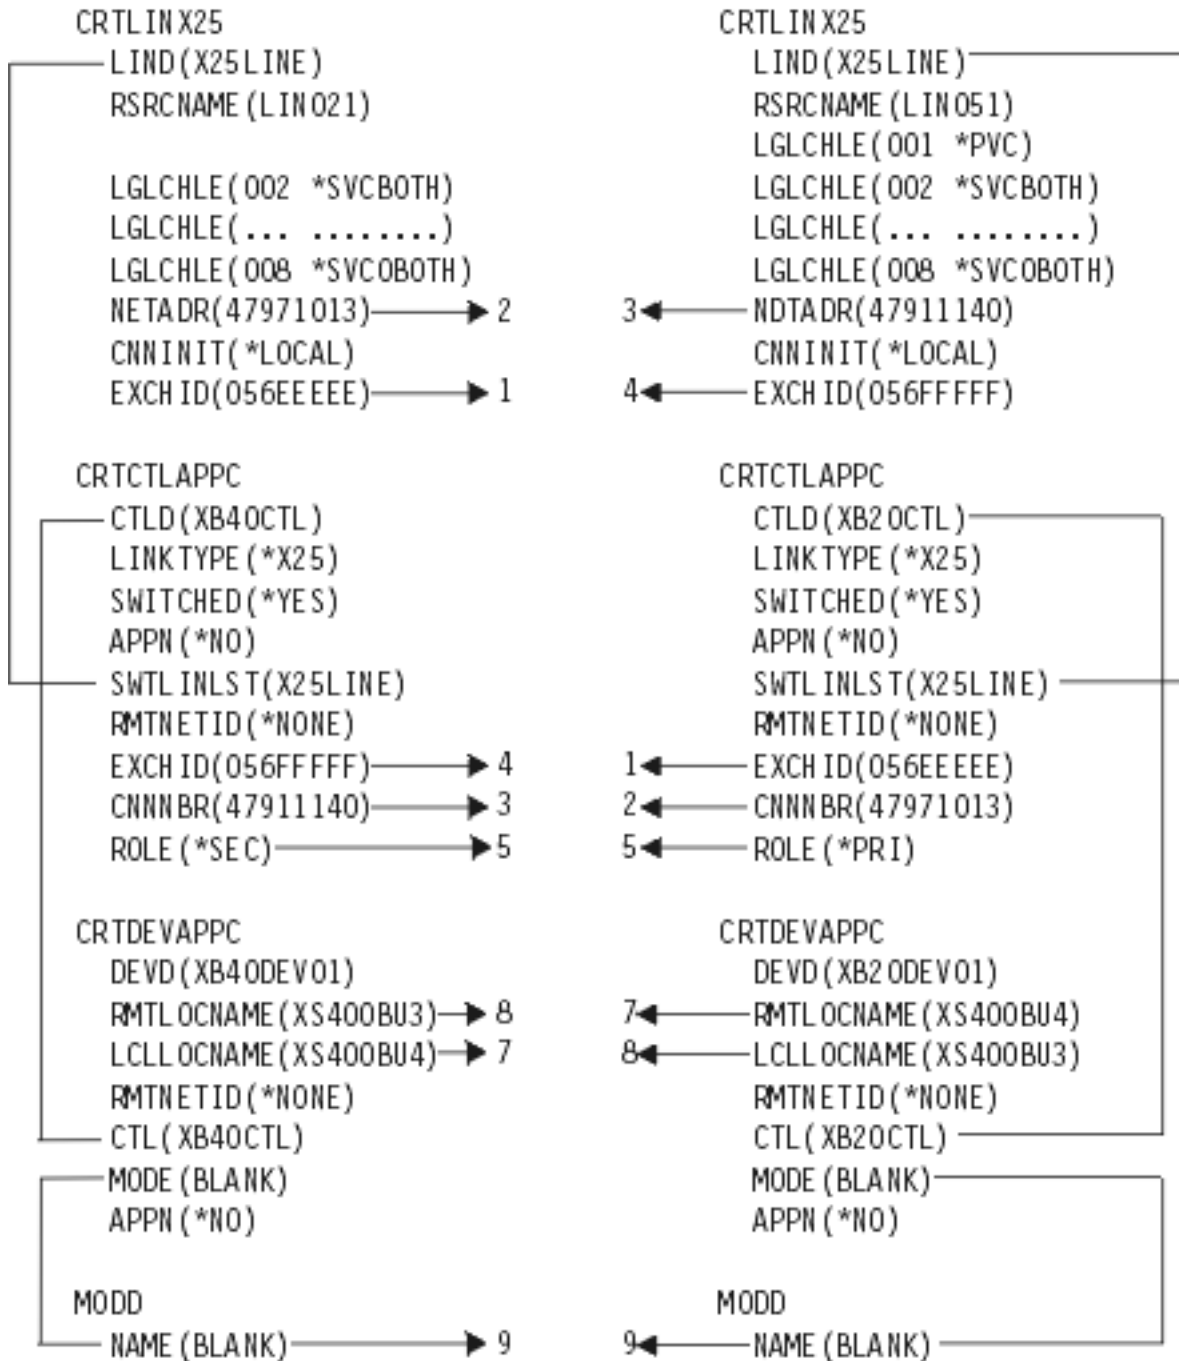 CRTLINX25
LIND(X25LINE)
RSRCNAME(LIN021)
LGLCHLE(002 *SVCBOTH)
LGLCHLE(... ........)
LGLCHLE(008 *SVCOBOTH)
NETADR(47971013) 2
CNNINIT(*LOCAL)
EXCHID(056EEEEE) 1
CRTCTLAPPC
CTLD(XB40CTL)
LINKTYPE(*X25)
SWITCHED(*YES)
APPN(*NO)
SWTLINLST(X25LINE)
RMTNETID(*NONE)
EXCHID(056FFFFF) 4
CNNNBR(47911140) 3
ROLE(*SEC) 5
CRTDEVAPPC
DEVD(XB40DEV01)
RMTLOCNAME(XS400BU3) 8
LCLLOCNAME(XS400BU4) 7
RMTNETID(*NONE)
CTL(XB40CTL)
MODE(BLANK)
APPN(*NO)
MODD
NAME(BLANK) 9
CRTLINX25
LIND(X25LINE)
RSRCNAME(LIN051)
LGLCHLE(001 *PVC)
LGLCHLE(002 *SVCBOTH)
LGLCHLE(... ........)
LGLCHLE(008 *SVCOBOTH)
3 NDTADR(47911140)
CNNINIT(*LOCAL)
4 EXCHID(056FFFFF)
CRTCTLAPPC
CTLD(XB20CTL)
LINKTYPE(*X25)
SWITCHED(*YES)
APPN(*NO)
SWTLINLST(X25LINE)
RMTNETID(*NONE)
1 EXCHID(056EEEEE)
2 CNNNBR(47971013)
5 ROLE(*PRI)
CRTDEVAPPC
DEVD(XB20DEV01)
7 RMTLOCNAME(XS400BU4)
8 LCLLOCNAME(XS400BU3)
RMTNETID(*NONE)
CTL(XB20CTL)
MODE(BLANK)
APPN(*NO)
MODD
9 NAME(BLANK)